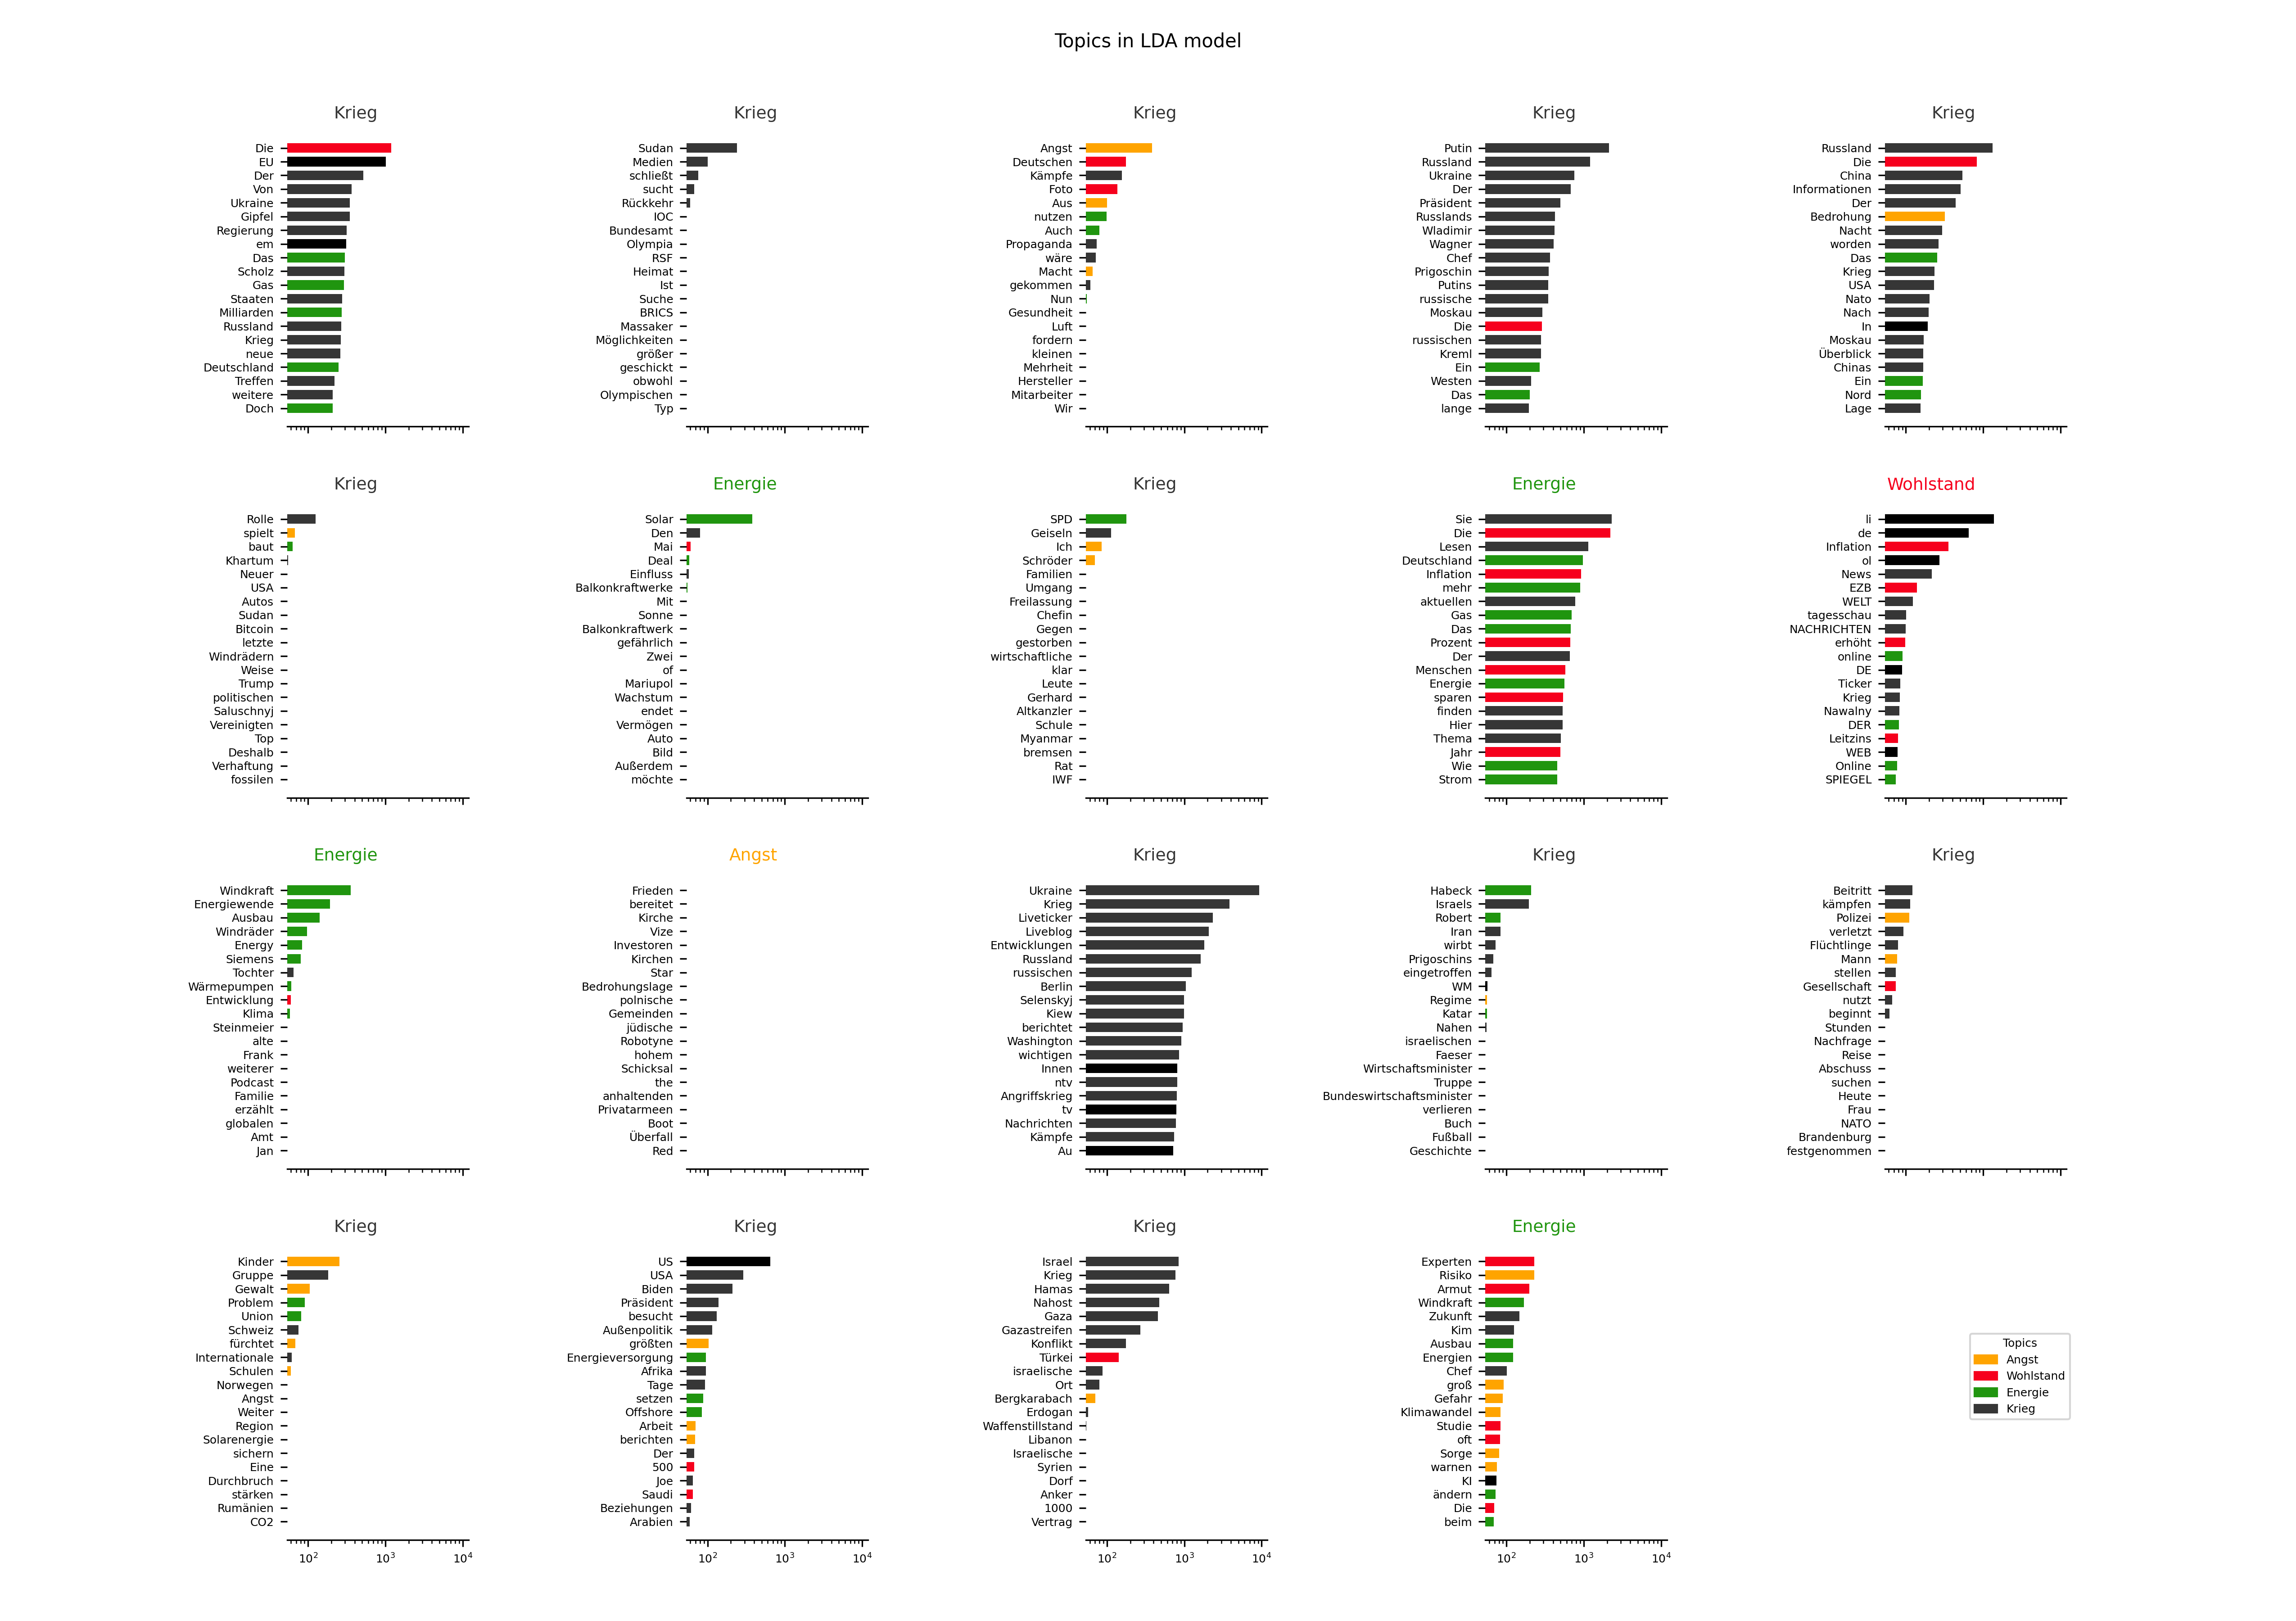 Topics in LDA model
Krieg
Die
EU
Der
Von
Ukraine
Gipfel
Regierung
em
Das
Scholz
Gas
Staaten
Milliarden
Russland
Krieg
neue
Deutschland
Treffen
weitere
Doch
Krieg
Sudan
Medien
schließt
sucht
Rückkehr
IOC
Bundesamt
Olympia
RSF
Heimat
Ist
Suche
BRICS
Massaker
Möglichkeiten
größer
geschickt
obwohl
Olympischen
Typ
Krieg
Angst
Deutschen
Kämpfe
Foto
Aus
nutzen
Auch
Propaganda
wäre
Macht
gekommen
Nun
Gesundheit
Luft
fordern
kleinen
Mehrheit
Hersteller
Mitarbeiter
Wir
Krieg
Putin
Russland
Ukraine
Der
Präsident
Russlands
Wladimir
Wagner
Chef
Prigoschin
Putins
russische
Moskau
Die
russischen
Kreml
Ein
Westen
Das
lange
Krieg
Russland
Die
China
Informationen
Der
Bedrohung
Nacht
worden
Das
Krieg
USA
Nato
Nach
In
Moskau
Überblick
Chinas
Ein
Nord
Lage
Krieg
Rolle
spielt
baut
Khartum
Neuer
USA
Autos
Sudan
Bitcoin
letzte
Windrädern
Weise
Trump
politischen
Saluschnyj
Vereinigten
Top
Deshalb
Verhaftung
fossilen
Energie
Solar
Den
Mai
Deal
Einfluss
Balkonkraftwerke
Mit
Sonne
Balkonkraftwerk
gefährlich
Zwei
of
Mariupol
Wachstum
endet
Vermögen
Auto
Bild
Außerdem
möchte
Krieg
SPD
Geiseln
Ich
Schröder
Familien
Umgang
Freilassung
Chefin
Gegen
gestorben
wirtschaftliche
klar
Leute
Gerhard
Altkanzler
Schule
Myanmar
bremsen
Rat
IWF
Energie
Sie
Die
Lesen
Deutschland
Inflation
mehr
aktuellen
Gas
Das
Prozent
Der
Menschen
Energie
sparen
finden
Hier
Thema
Jahr
Wie
Strom
Wohlstand
li
de
Inflation
ol
News
EZB
WELT
tagesschau
NACHRICHTEN
erhöht
online
DE
Ticker
Krieg
Nawalny
DER
Leitzins
WEB
Online
SPIEGEL
Energie
Windkraft
Energiewende
Ausbau
Windräder
Energy
Siemens
Tochter
Wärmepumpen
Entwicklung
Klima
Steinmeier
alte
Frank
weiterer
Podcast
Familie
erzählt
globalen
Amt
Jan
Angst
Frieden
bereitet
Kirche
Vize
Investoren
Kirchen
Star
Bedrohungslage
polnische
Gemeinden
jüdische
Robotyne
hohem
Schicksal
the
anhaltenden
Privatarmeen
Boot
Überfall
Red
Krieg
Ukraine
Krieg
Liveticker
Liveblog
Entwicklungen
Russland
russischen
Berlin
Selenskyj
Kiew
berichtet
Washington
wichtigen
Innen
ntv
Angriffskrieg
tv
Nachrichten
Kämpfe
Au
Krieg
Habeck
Israels
Robert
Iran
wirbt
Prigoschins
eingetroffen
WM
Regime
Katar
Nahen
israelischen
Faeser
Wirtschaftsminister
Truppe
Bundeswirtschaftsminister
verlieren
Buch
Fußball
Geschichte
Krieg
Beitritt
kämpfen
Polizei
verletzt
Flüchtlinge
Mann
stellen
Gesellschaft
nutzt
beginnt
Stunden
Nachfrage
Reise
Abschuss
suchen
Heute
Frau
NATO
Brandenburg
festgenommen
Krieg
Kinder
Gruppe
Gewalt
Problem
Union
Schweiz
fürchtet
Internationale
Schulen
Norwegen
Angst
Weiter
Region
Solarenergie
sichern
Eine
Durchbruch
stärken
Rumänien
CO2
10² 10³ 10⁴
Krieg
US
USA
Biden
Präsident
besucht
Außenpolitik
größten
Energieversorgung
Afrika
Tage
setzen
Offshore
Arbeit
berichten
Der
500
Joe
Saudi
Beziehungen
Arabien
10² 10³ 10⁴
Krieg
Israel
Krieg
Hamas
Nahost
Gaza
Gazastreifen
Konflikt
Türkei
israelische
Ort
Bergkarabach
Erdogan
Waffenstillstand
Libanon
Israelische
Syrien
Dorf
Anker
1000
Vertrag
10² 10³ 10⁴
Energie
Experten
Risiko
Armut
Windkraft
Zukunft
Kim
Ausbau
Energien
Chef
groß
Gefahr
Klimawandel
Studie
oft
Sorge
warnen
KI
ändern
Die
beim
10² 10³ 10⁴
Topics
Angst
Wohlstand
Energie
Krieg